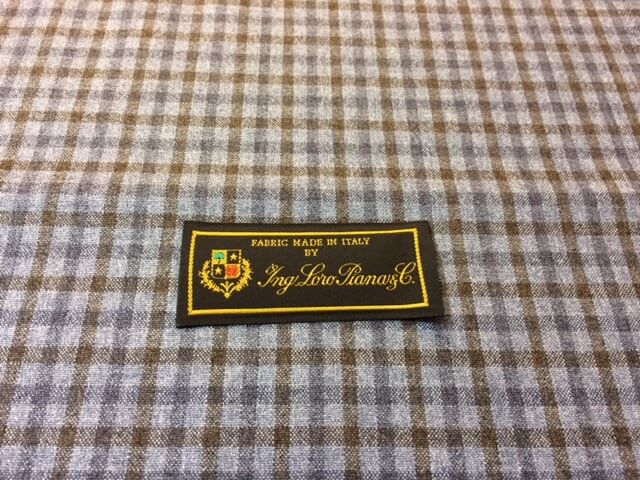 FABRIC MADE IN ITALY
BY
Ing. Loro Piana & C.